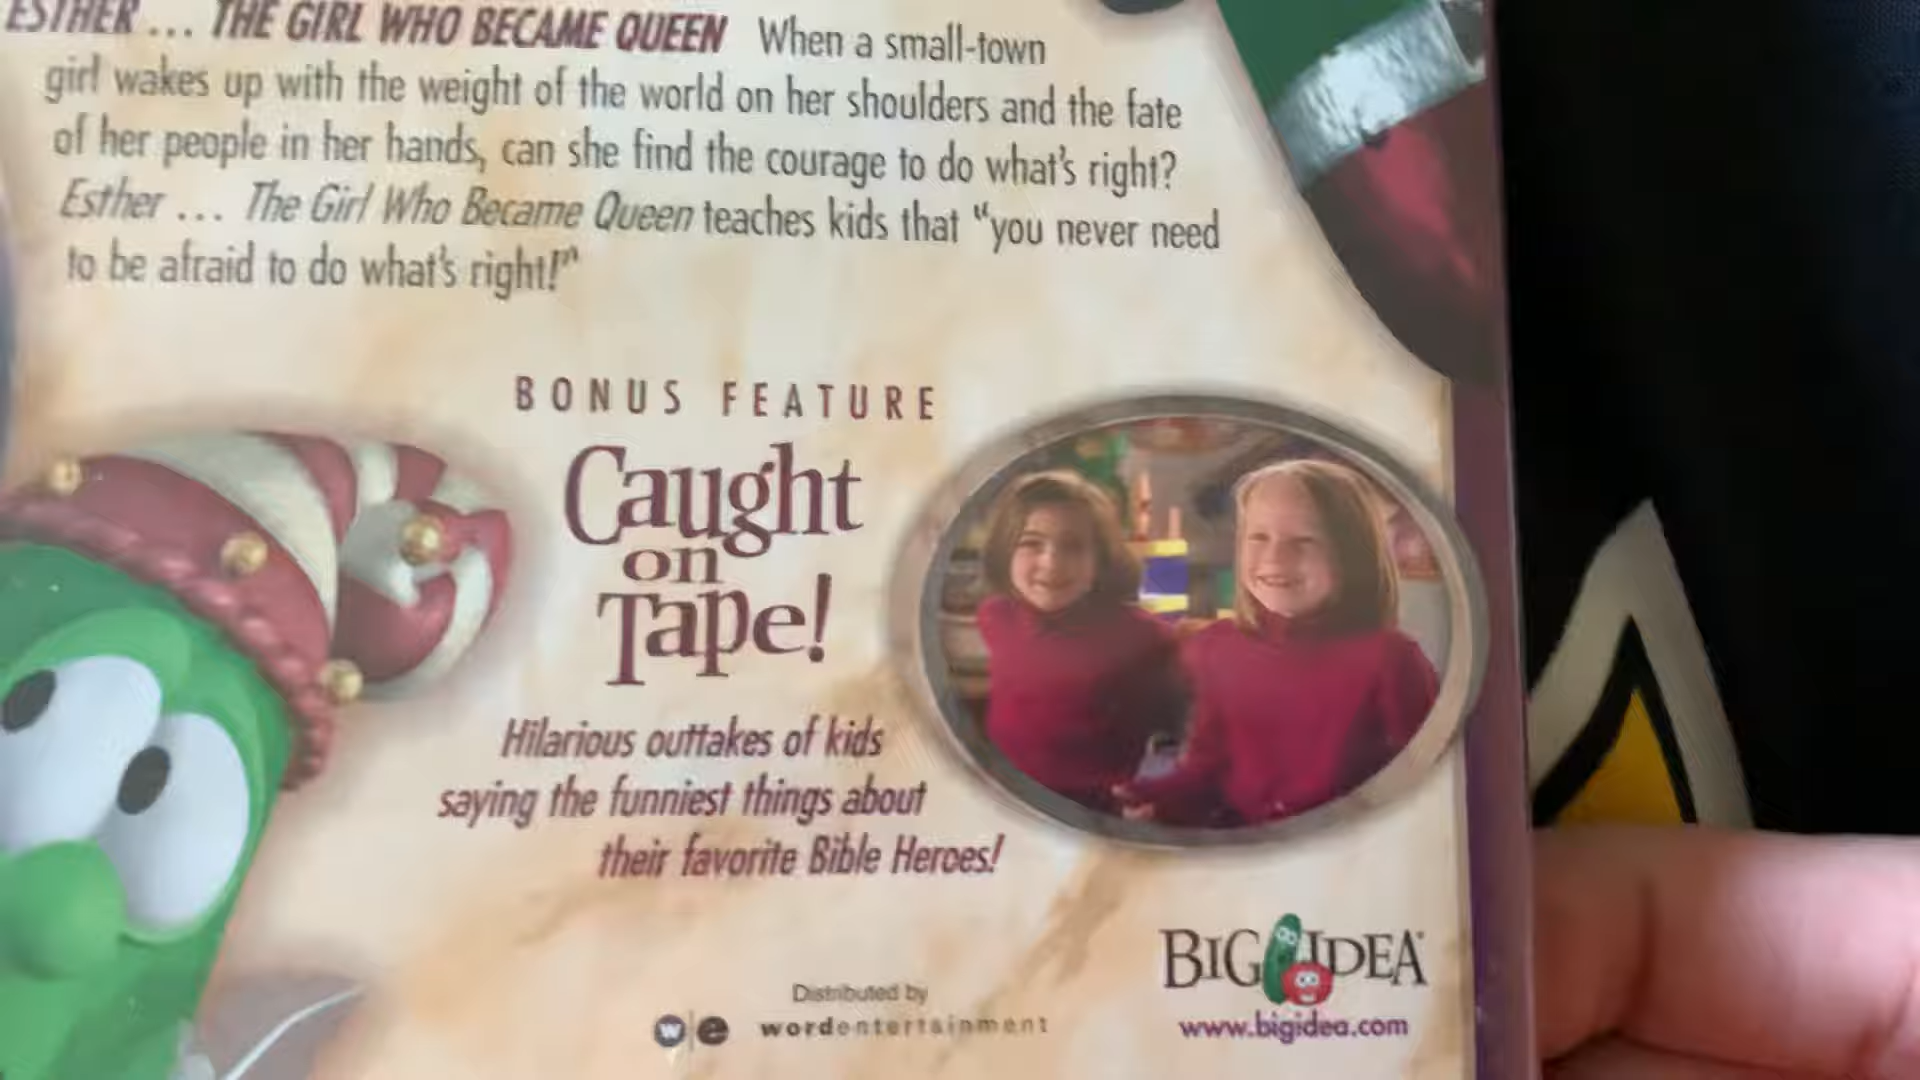 ESTHER ... THE GIRL WHO BECAME QUEEN When a small-town
girl wakes up with the weight of the world on her shoulders and the fate
of her people in her hands, can she find the courage to do what's right?
Esther ... The Girl Who Became Queen teaches kids that "you never need
to be afraid to do what's right!"
BONUS FEATURE
Caught
on
Tape!
Hilarious outtakes of kids
saying the funniest things about
their favorite Bible Heroes!
BIG IDEA
www.bigidea.com
Distributed by
w|e wordentertainment